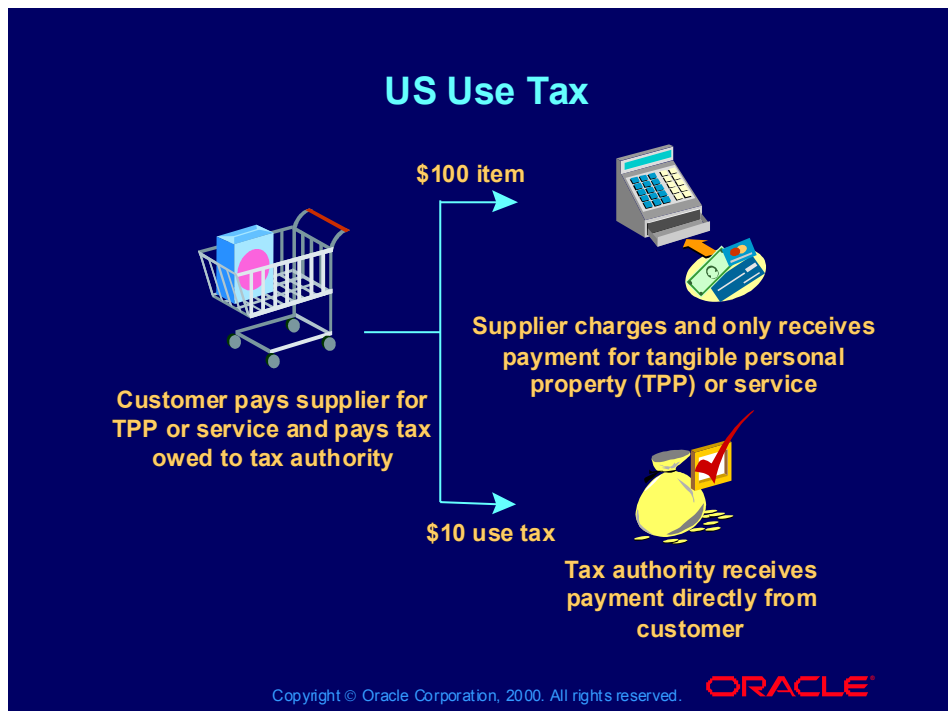 US Use Tax
$100 item
Supplier charges and only receives
payment for tangible personal
property (TPP) or service
Customer pays supplier for
TPP or service and pays tax
owed to tax authority
$10 use tax
Tax authority receives
payment directly from
customer
Copyright © Oracle Corporation, 2000. All rights reserved.
ORACLE®